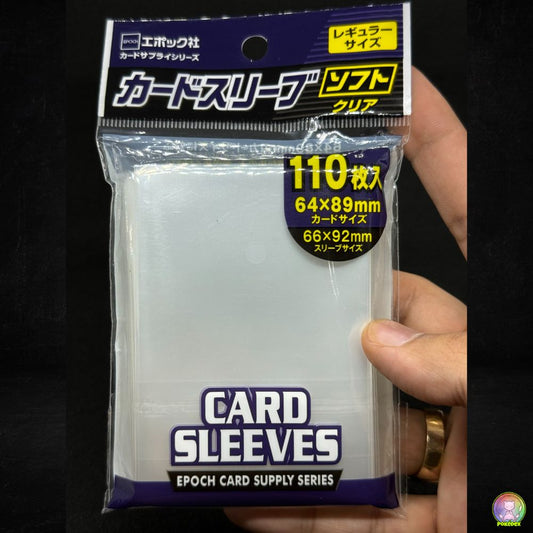 EPOCH エポック社
カードサプライシリーズ
レギュラー
サイズ
カードスリーブ
ソフト
クリア
110枚入
64×89mm
カードサイズ
66×92mm
スリーブサイズ
CARD
SLEEVES
EPOCH CARD SUPPLY SERIES
POKEDEX